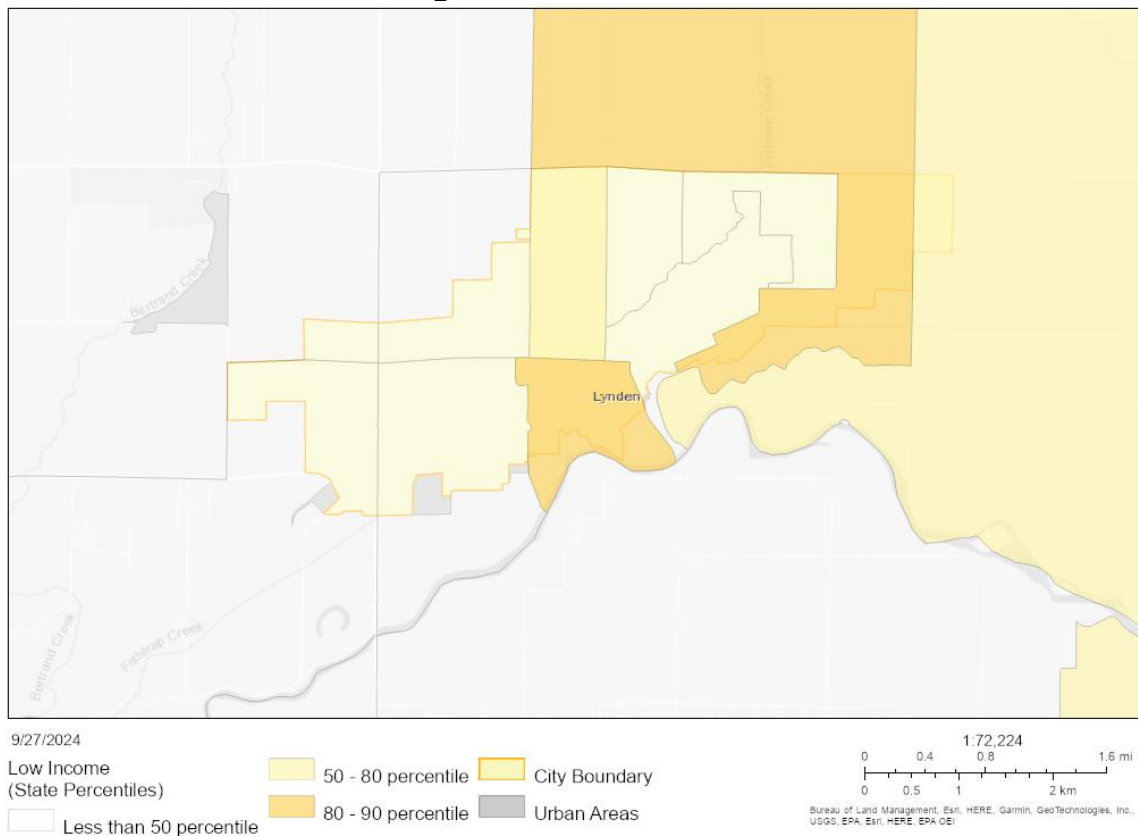 Fishtrap Creek
Bertrand Creek
Lynden
Fishtrap Creek
Bertrand Creek
9/27/2024
Low Income
(State Percentiles)
Less than 50 percentile
50 - 80 percentile
80 - 90 percentile
City Boundary
Urban Areas
1:72,224
0 0.4 0.8 1.6 mi
0 0.5 1 2 km
Bureau of Land Management, Esri, HERE, Garmin, GeoTechnologies, Inc.,
USGS, EPA, Esri, HERE, EPA OEI